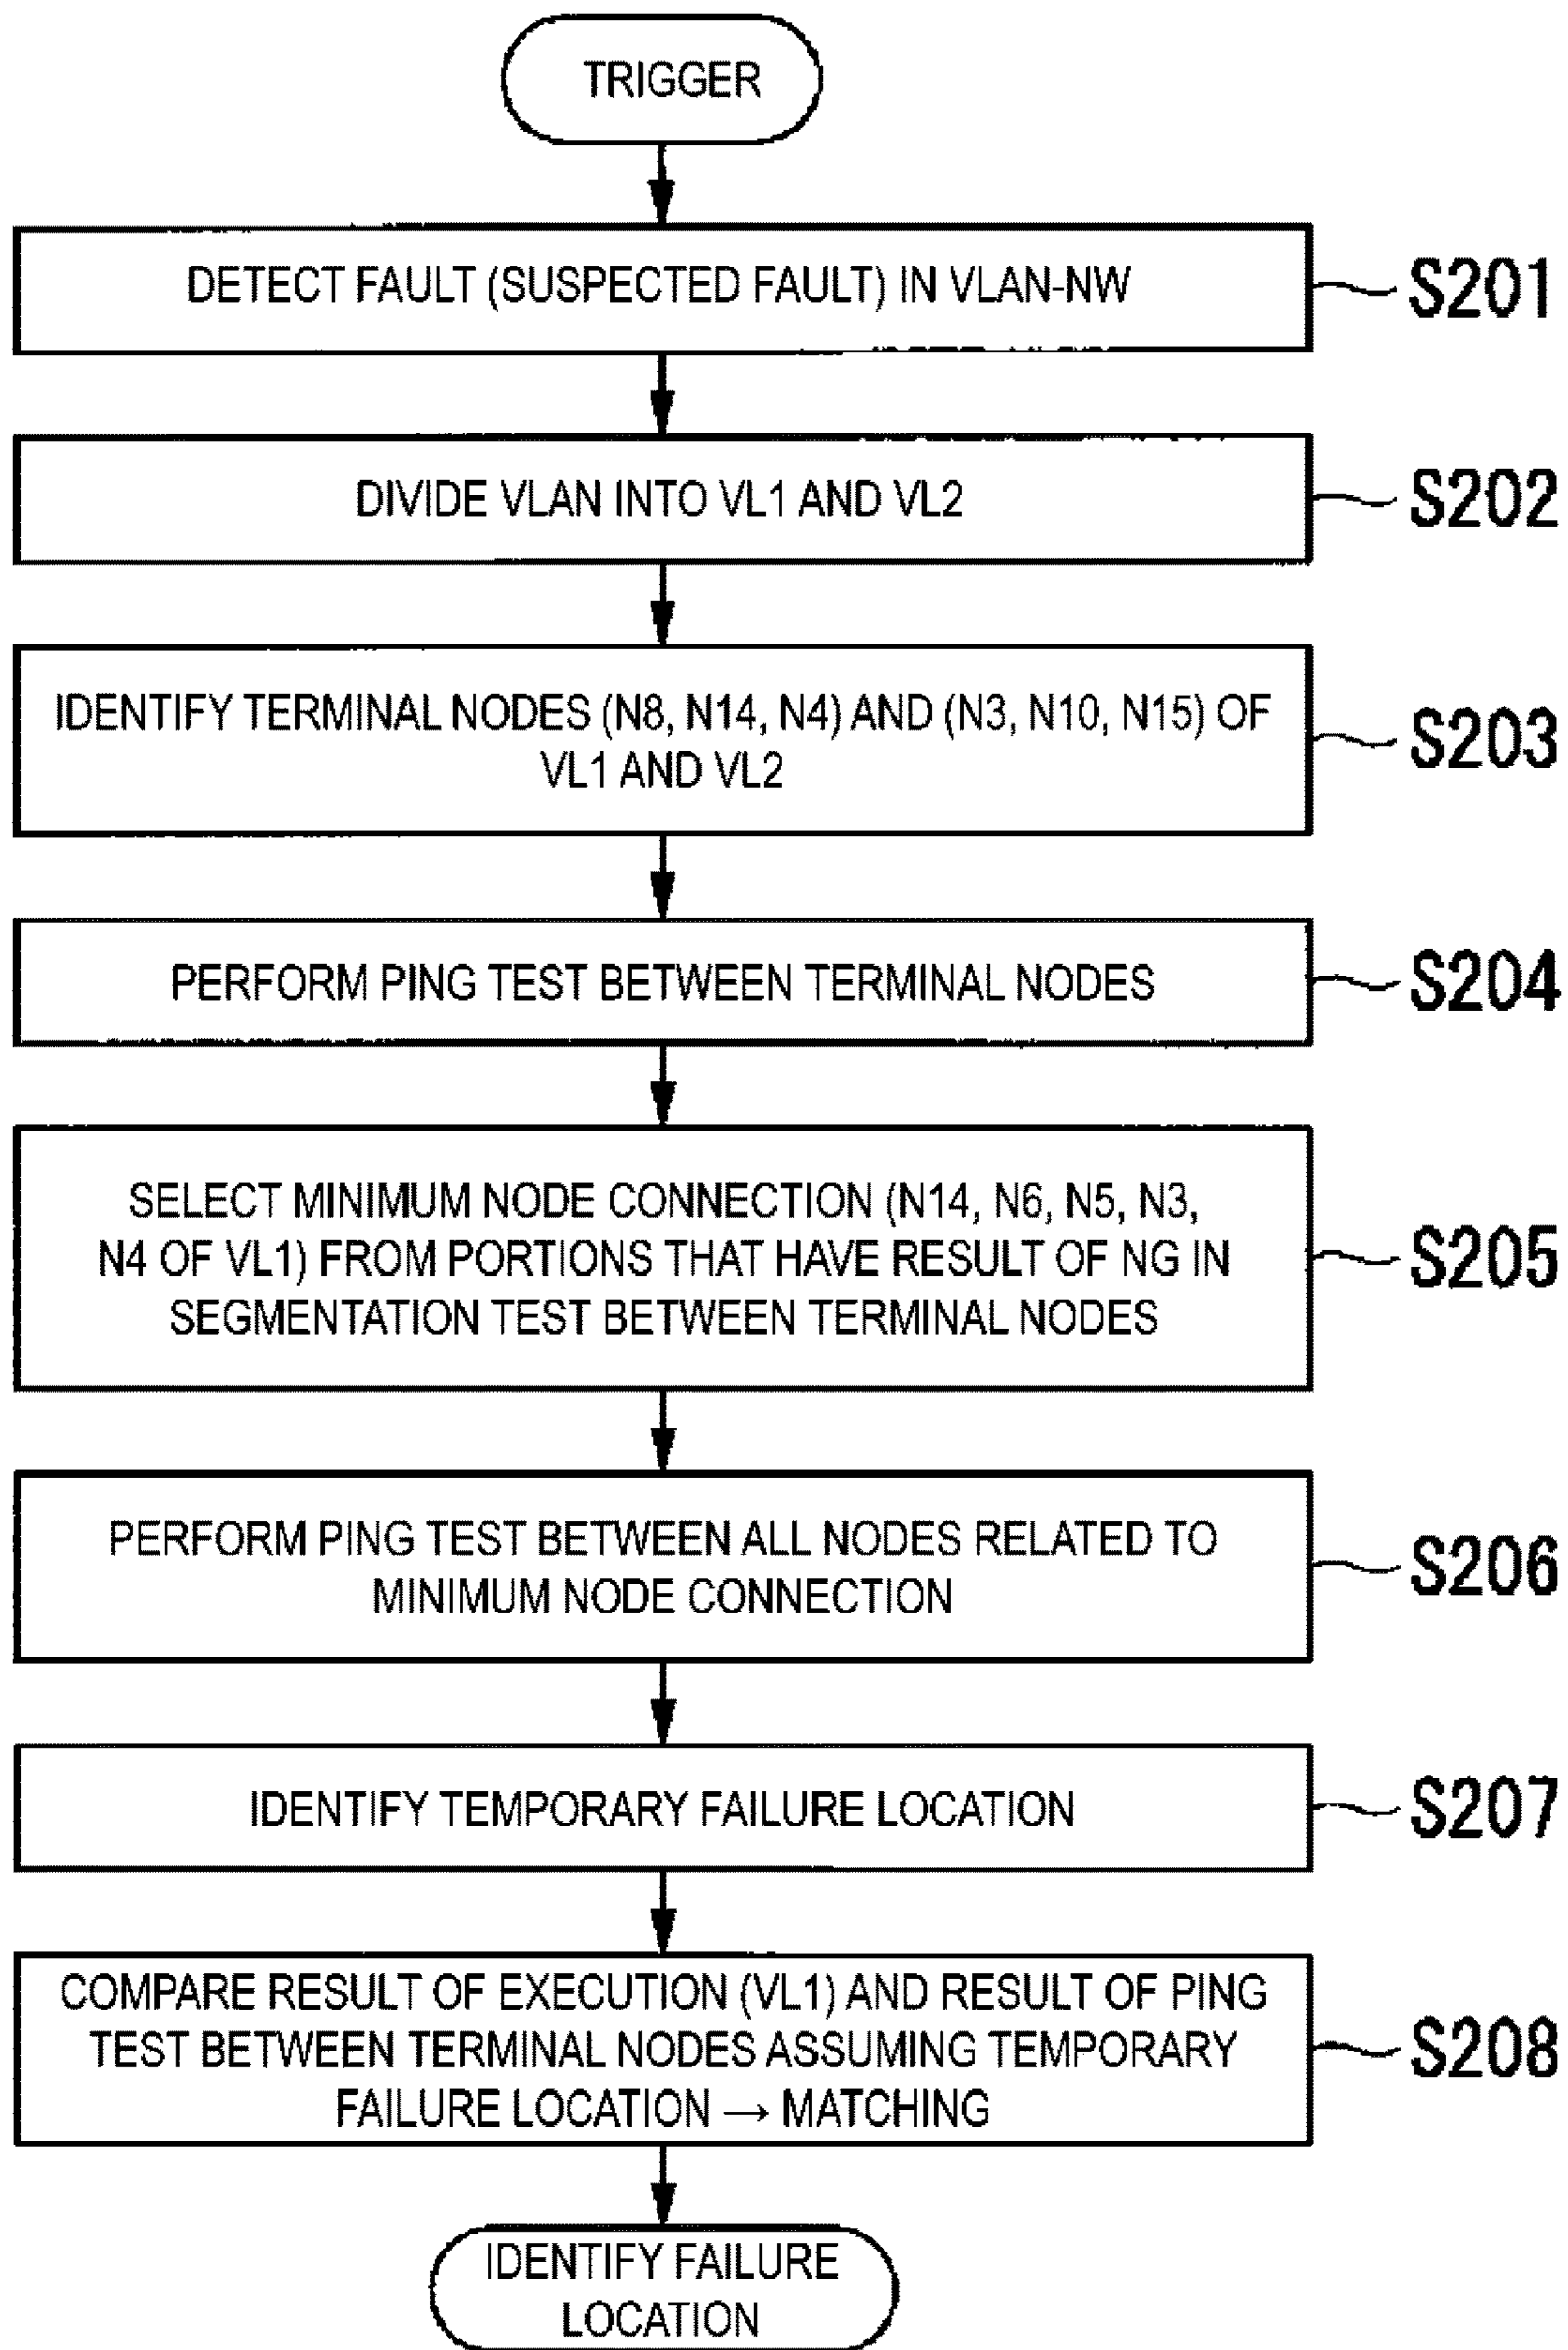 TRIGGER
DETECT FAULT (SUSPECTED FAULT) IN VLAN-NW
S201
DIVIDE VLAN INTO VL1 AND VL2
S202
IDENTIFY TERMINAL NODES (N8, N14, N4) AND (N3, N10, N15) OF
VL1 AND VL2
S203
PERFORM PING TEST BETWEEN TERMINAL NODES
S204
SELECT MINIMUM NODE CONNECTION (N14, N6, N5, N3,
N4 OF VL1) FROM PORTIONS THAT HAVE RESULT OF NG IN
SEGMENTATION TEST BETWEEN TERMINAL NODES
S205
PERFORM PING TEST BETWEEN ALL NODES RELATED TO
MINIMUM NODE CONNECTION
S206
IDENTIFY TEMPORARY FAILURE LOCATION
S207
COMPARE RESULT OF EXECUTION (VL1) AND RESULT OF PING
TEST BETWEEN TERMINAL NODES ASSUMING TEMPORARY
FAILURE LOCATION → MATCHING
S208
IDENTIFY FAILURE
LOCATION